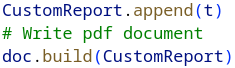 CustomReport.append(t)
# Write pdf document
doc.build(CustomReport)